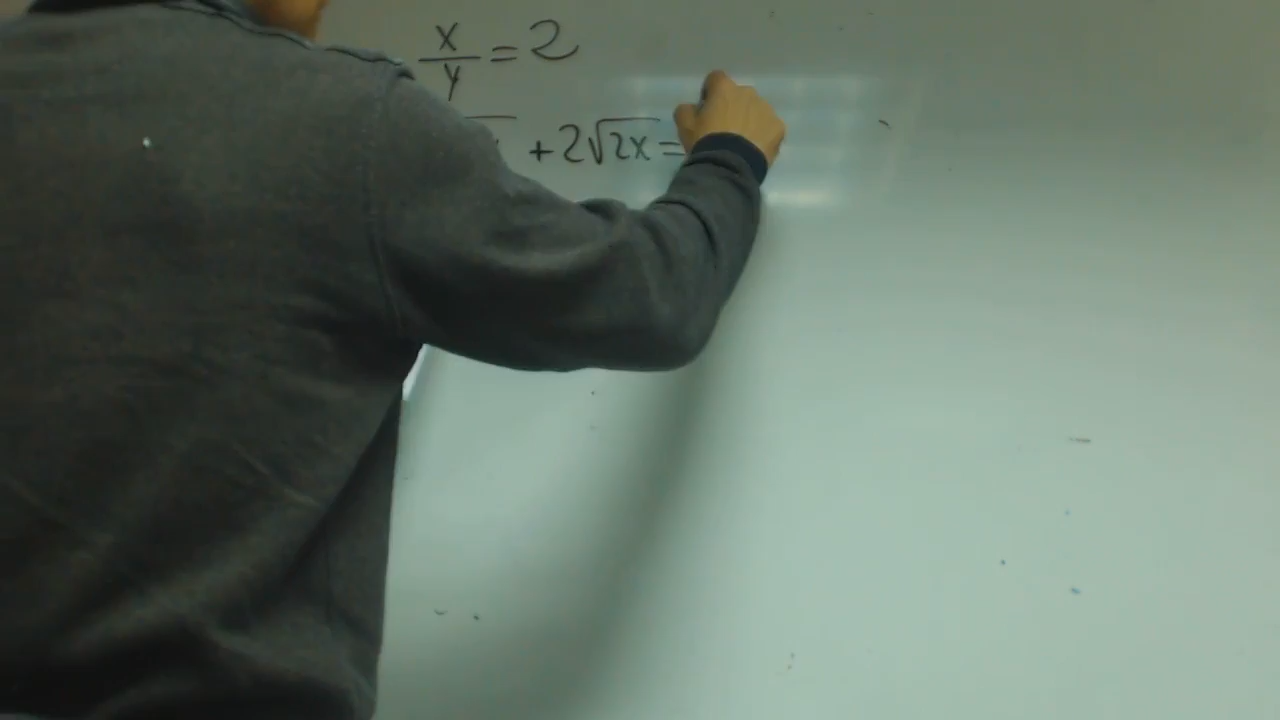 x/y = 2
+ 2√2x =